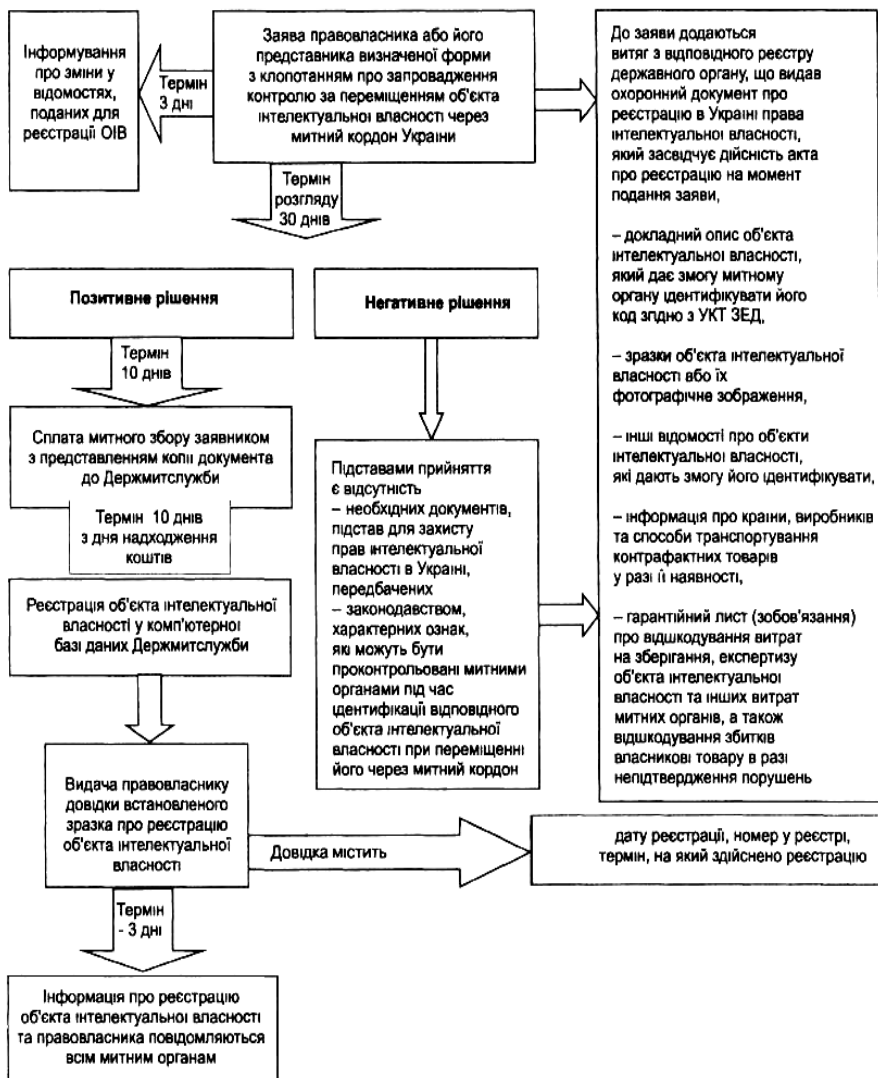 Заява правовласника або його
представника визначеної форми
з клопотанням про запровадження
контролю за переміщенням об'єкта
інтелектуальної власності через
митний кордон України
Термін
3 дні
Інформування
про зміни у
відомостях,
поданих для
реєстрації ОІВ
До заяви додаються
витяг з відповідного реєстру
державного органу, що видав
охоронний документ про
реєстрацію в Україні права
інтелектуальної власності,
який засвідчує дійсність акта
про реєстрацію на момент
подання заяви,
– докладний опис об'єкта
інтелектуальної власності,
який дає змогу митному
органу ідентифікувати його
код згідно з УКТ ЗЕД,
– зразки об'єкта інтелектуальної
власності або їх
фотографічне зображення,
– інші відомості про об'єкти
інтелектуальної власності,
які дають змогу його ідентифікувати,
– інформація про країни, виробників
та способи транспортування
контрафактних товарів
у разі її наявності,
– гарантійний лист (зобов'язання)
про відшкодування витрат
на зберігання, експертизу
об'єкта інтелектуальної
власності та інших витрат
митних органів, а також
відшкодування збитків
власникові товару в разі
непідтвердження порушень
Термін
розгляду
30 днів
Позитивне рішення
Термін
10 днів
Сплата митного збору заявником
з представленням копії документа
до Держмитслужби
Термін 10 днів
з дня надходження
коштів
Реєстрація об'єкта інтелектуальної
власності у комп'ютерної
базі даних Держмитслужби
Видача правовласнику
довідки встановленого
зразка про реєстрацію
об'єкта інтелектуальної
власності
Довідка містить
дату реєстрації, номер у реєстрі,
термін, на який здійснено реєстрацію
Термін
- 3 дні
Інформація про реєстрацію
об'єкта інтелектуальної власності
та правовласника повідомляються
всім митним органам
Негативне рішення
Підставами прийняття
є відсутність
– необхідних документів,
підстав для захисту
прав інтелектуальної
власності в Україні,
передбачених
– законодавством,
характерних ознак,
які можуть бути
проконтрольовані митними
органами під час
ідентифікації відповідного
об'єкта інтелектуальної
власності при переміщенні
його через митний кордон